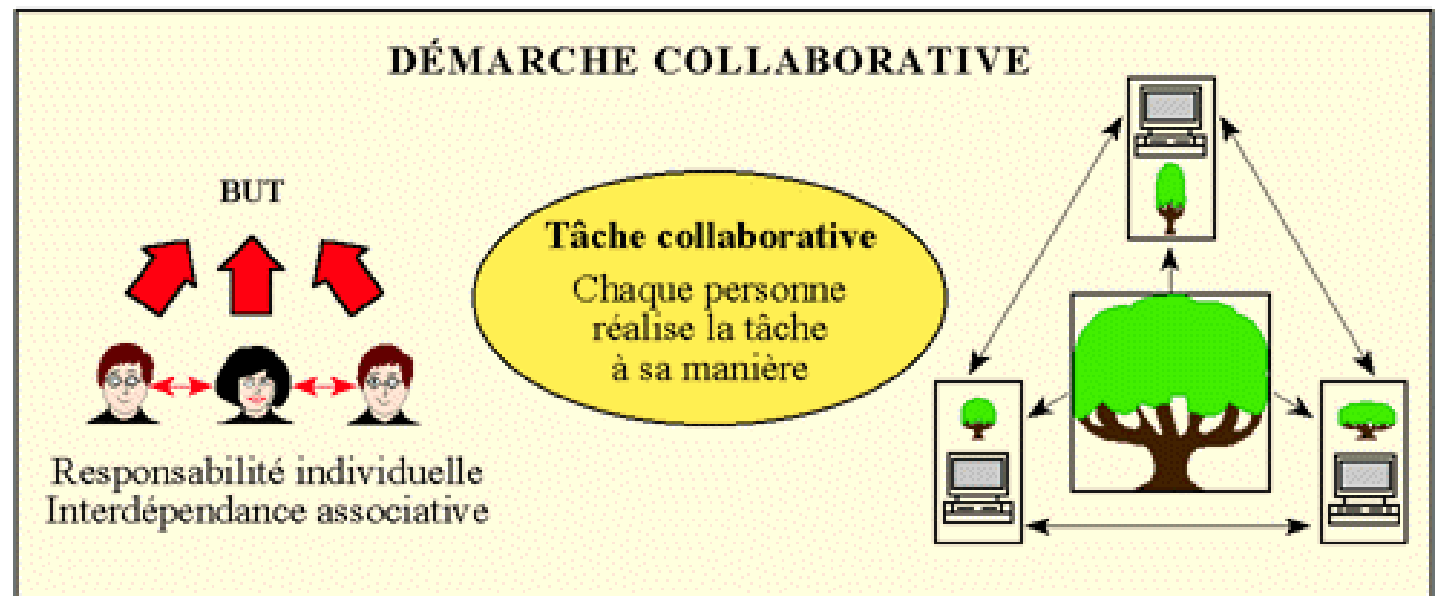 DÉMARCHE COLLABORATIVE
BUT
Tâche collaborative
Chaque personne
réalise la tâche
à sa manière
Responsabilité individuelle
Interdépendance associative